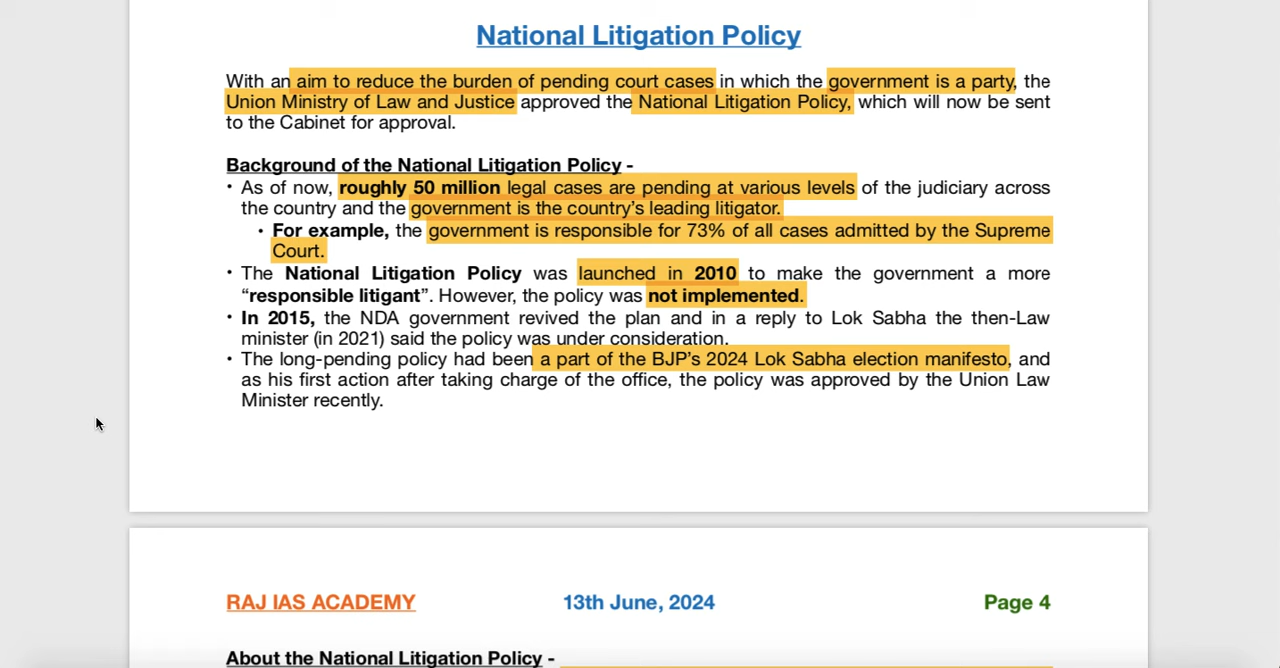 National Litigation Policy
With an aim to reduce the burden of pending court cases in which the government is a party, the
Union Ministry of Law and Justice approved the National Litigation Policy, which will now be sent
to the Cabinet for approval.
Background of the National Litigation Policy -
• As of now, roughly 50 million legal cases are pending at various levels of the judiciary across
the country and the government is the country’s leading litigator.
• For example, the government is responsible for 73% of all cases admitted by the Supreme
Court.
• The National Litigation Policy was launched in 2010 to make the government a more
“responsible litigant”. However, the policy was not implemented.
• In 2015, the NDA government revived the plan and in a reply to Lok Sabha the then-Law
minister (in 2021) said the policy was under consideration.
• The long-pending policy had been a part of the BJP’s 2024 Lok Sabha election manifesto, and
as his first action after taking charge of the office, the policy was approved by the Union Law
Minister recently.
RAJ IAS ACADEMY 13th June, 2024 Page 4
About the National Litigation Policy -